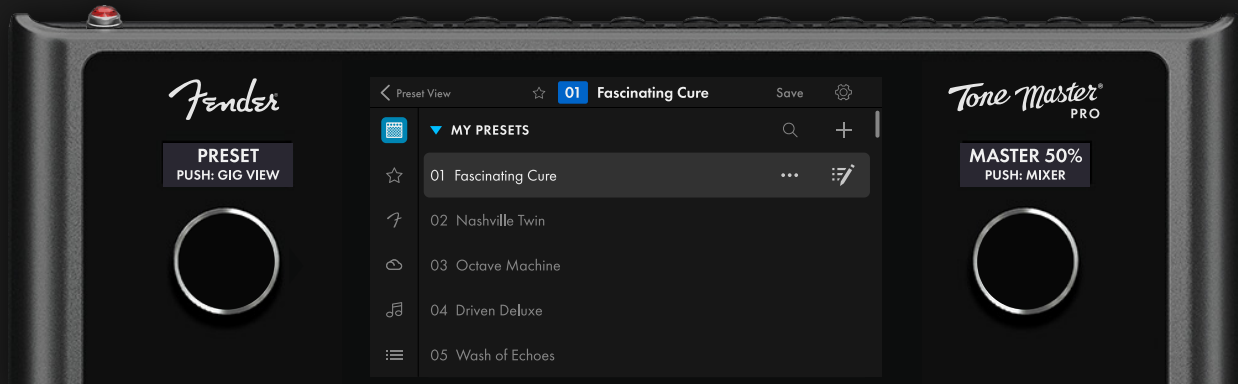 Fender
PRESET
PUSH: GIG VIEW
Preset View
01 Fascinating Cure
Save
MY PRESETS
01 Fascinating Cure
02 Nashville Twin
03 Octave Machine
04 Driven Deluxe
05 Wash of Echoes
Tone Master®
PRO
MASTER 50%
PUSH: MIXER